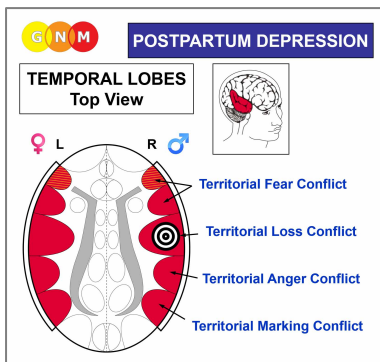 GNM
POSTPARTUM DEPRESSION
TEMPORAL LOBES
Top View
L
R
Territorial Fear Conflict
Territorial Loss Conflict
Territorial Anger Conflict
Territorial Marking Conflict